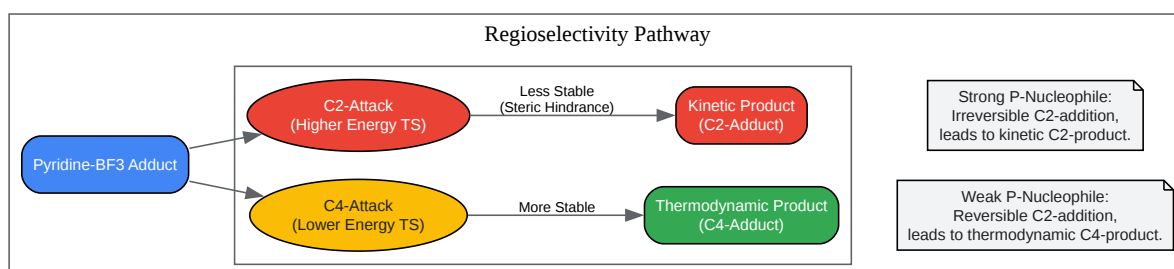 Regioselectivity Pathway
Pyridine-BF3 Adduct
C2-Attack
(Higher Energy TS)
Less Stable
(Steric Hindrance)
Kinetic Product
(C2-Adduct)
C4-Attack
(Lower Energy TS)
More Stable
Thermodynamic Product
(C4-Adduct)
Strong P-Nucleophile:
Irreversible C2-addition,
leads to kinetic C2-product.
Weak P-Nucleophile:
Reversible C2-addition,
leads to thermodynamic C4-product.